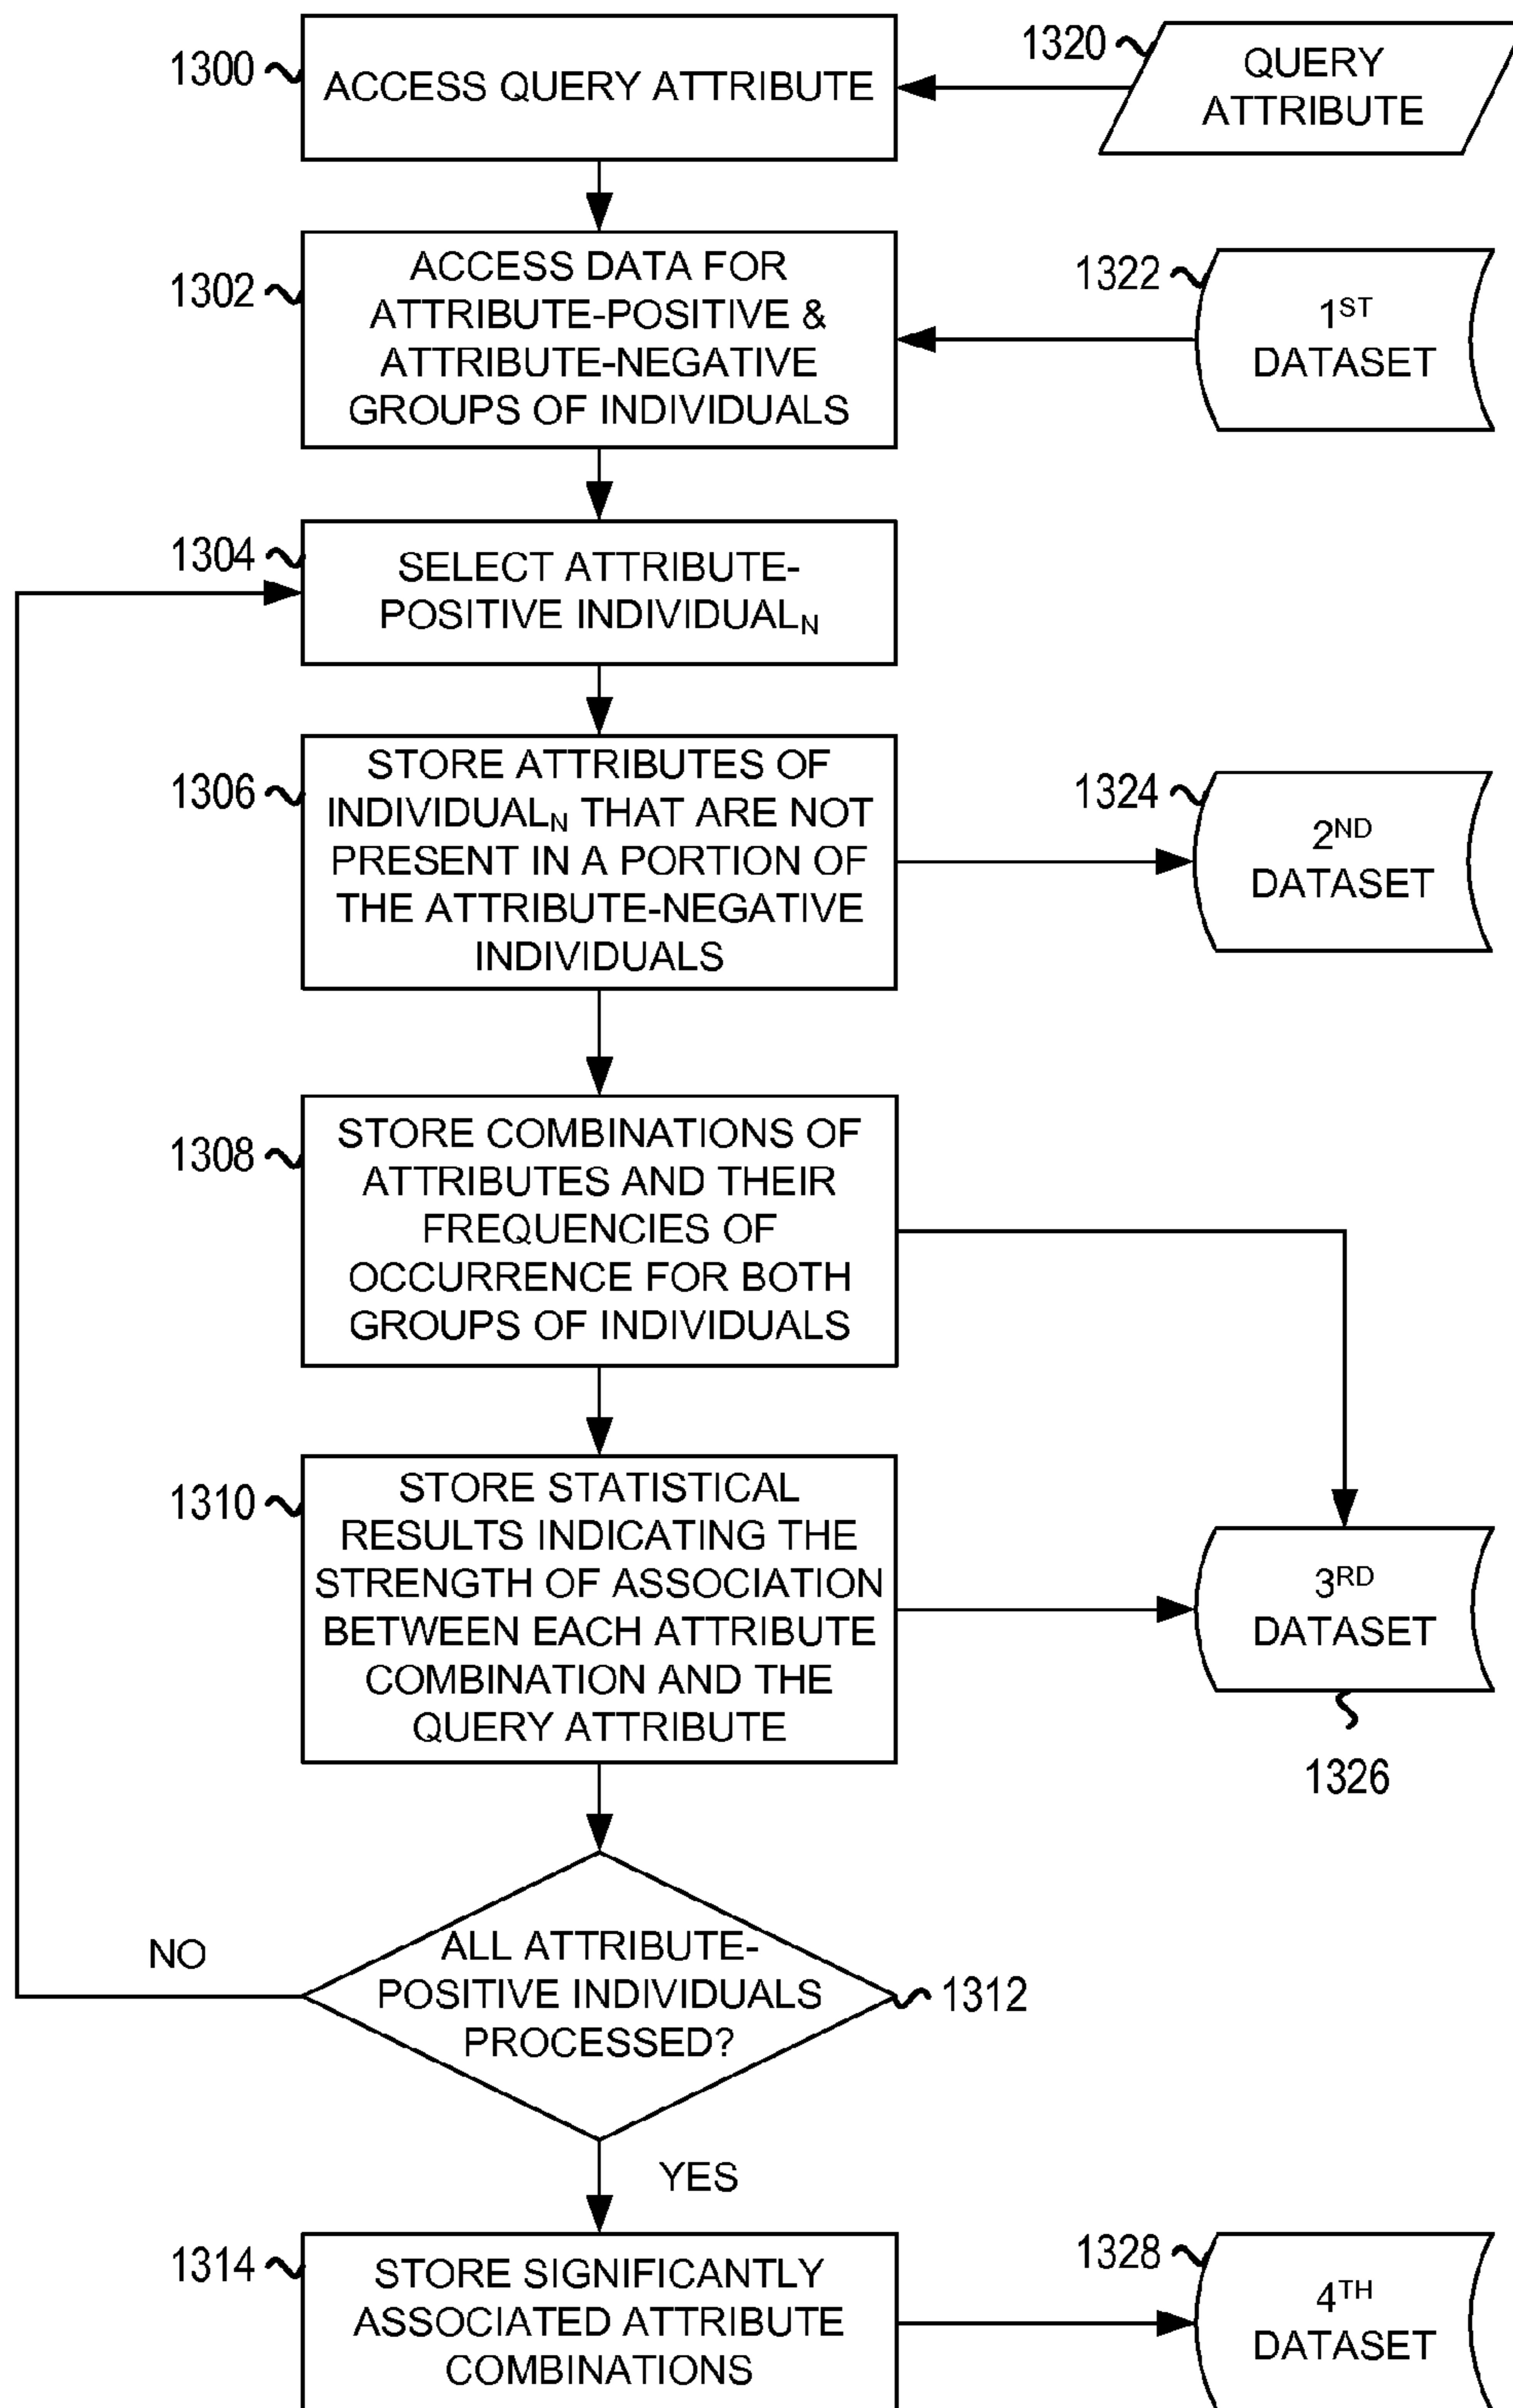 1300
ACCESS QUERY ATTRIBUTE
1320
QUERY
ATTRIBUTE
1302
ACCESS DATA FOR
ATTRIBUTE-POSITIVE &
ATTRIBUTE-NEGATIVE
GROUPS OF INDIVIDUALS
1322
1ST
DATASET
1304
SELECT ATTRIBUTE-
POSITIVE INDIVIDUALN
1306
STORE ATTRIBUTES OF
INDIVIDUALN THAT ARE NOT
PRESENT IN A PORTION OF
THE ATTRIBUTE-NEGATIVE
INDIVIDUALS
1324
2ND
DATASET
1308
STORE COMBINATIONS OF
ATTRIBUTES AND THEIR
FREQUENCIES OF
OCCURRENCE FOR BOTH
GROUPS OF INDIVIDUALS
1310
STORE STATISTICAL
RESULTS INDICATING THE
STRENGTH OF ASSOCIATION
BETWEEN EACH ATTRIBUTE
COMBINATION AND THE
QUERY ATTRIBUTE
3RD
DATASET
1326
NO
ALL ATTRIBUTE-
POSITIVE INDIVIDUALS
PROCESSED?
1312
YES
1314
STORE SIGNIFICANTLY
ASSOCIATED ATTRIBUTE
COMBINATIONS
1328
4TH
DATASET